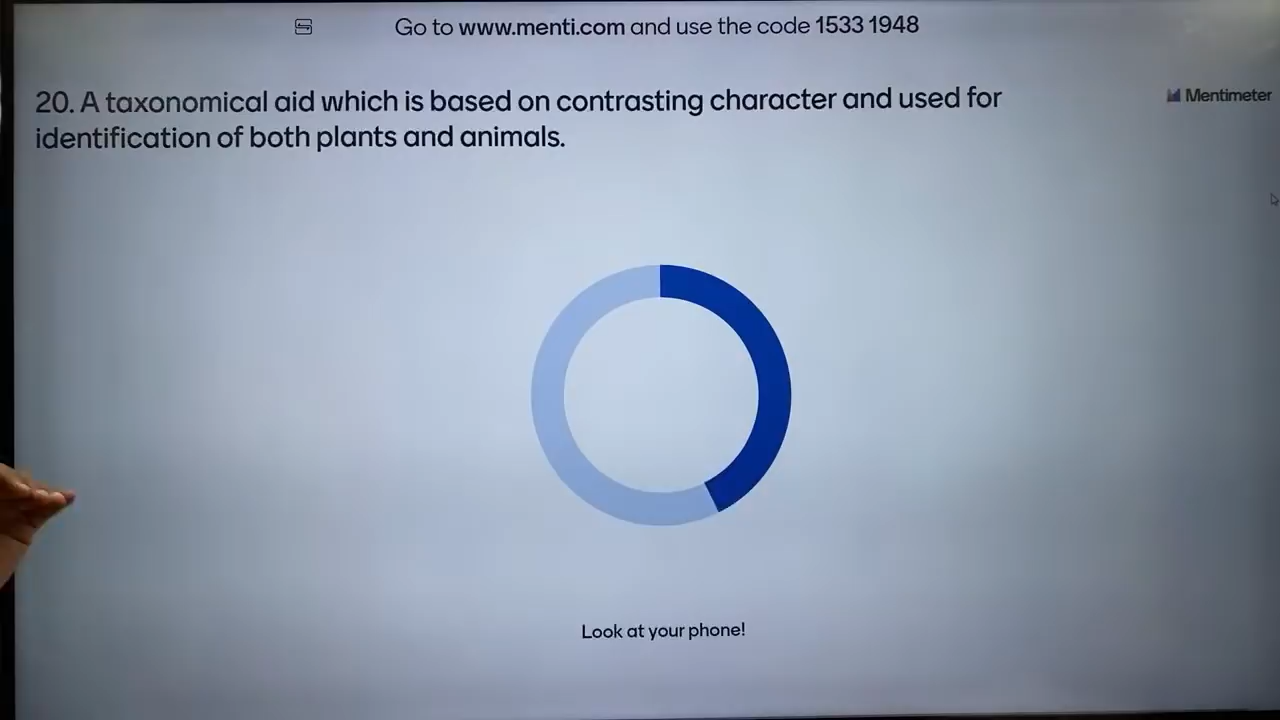 Go to www.menti.com and use the code 1533 1948
20. A taxonomical aid which is based on contrasting character and used for
identification of both plants and animals.
Mentimeter
Look at your phone!